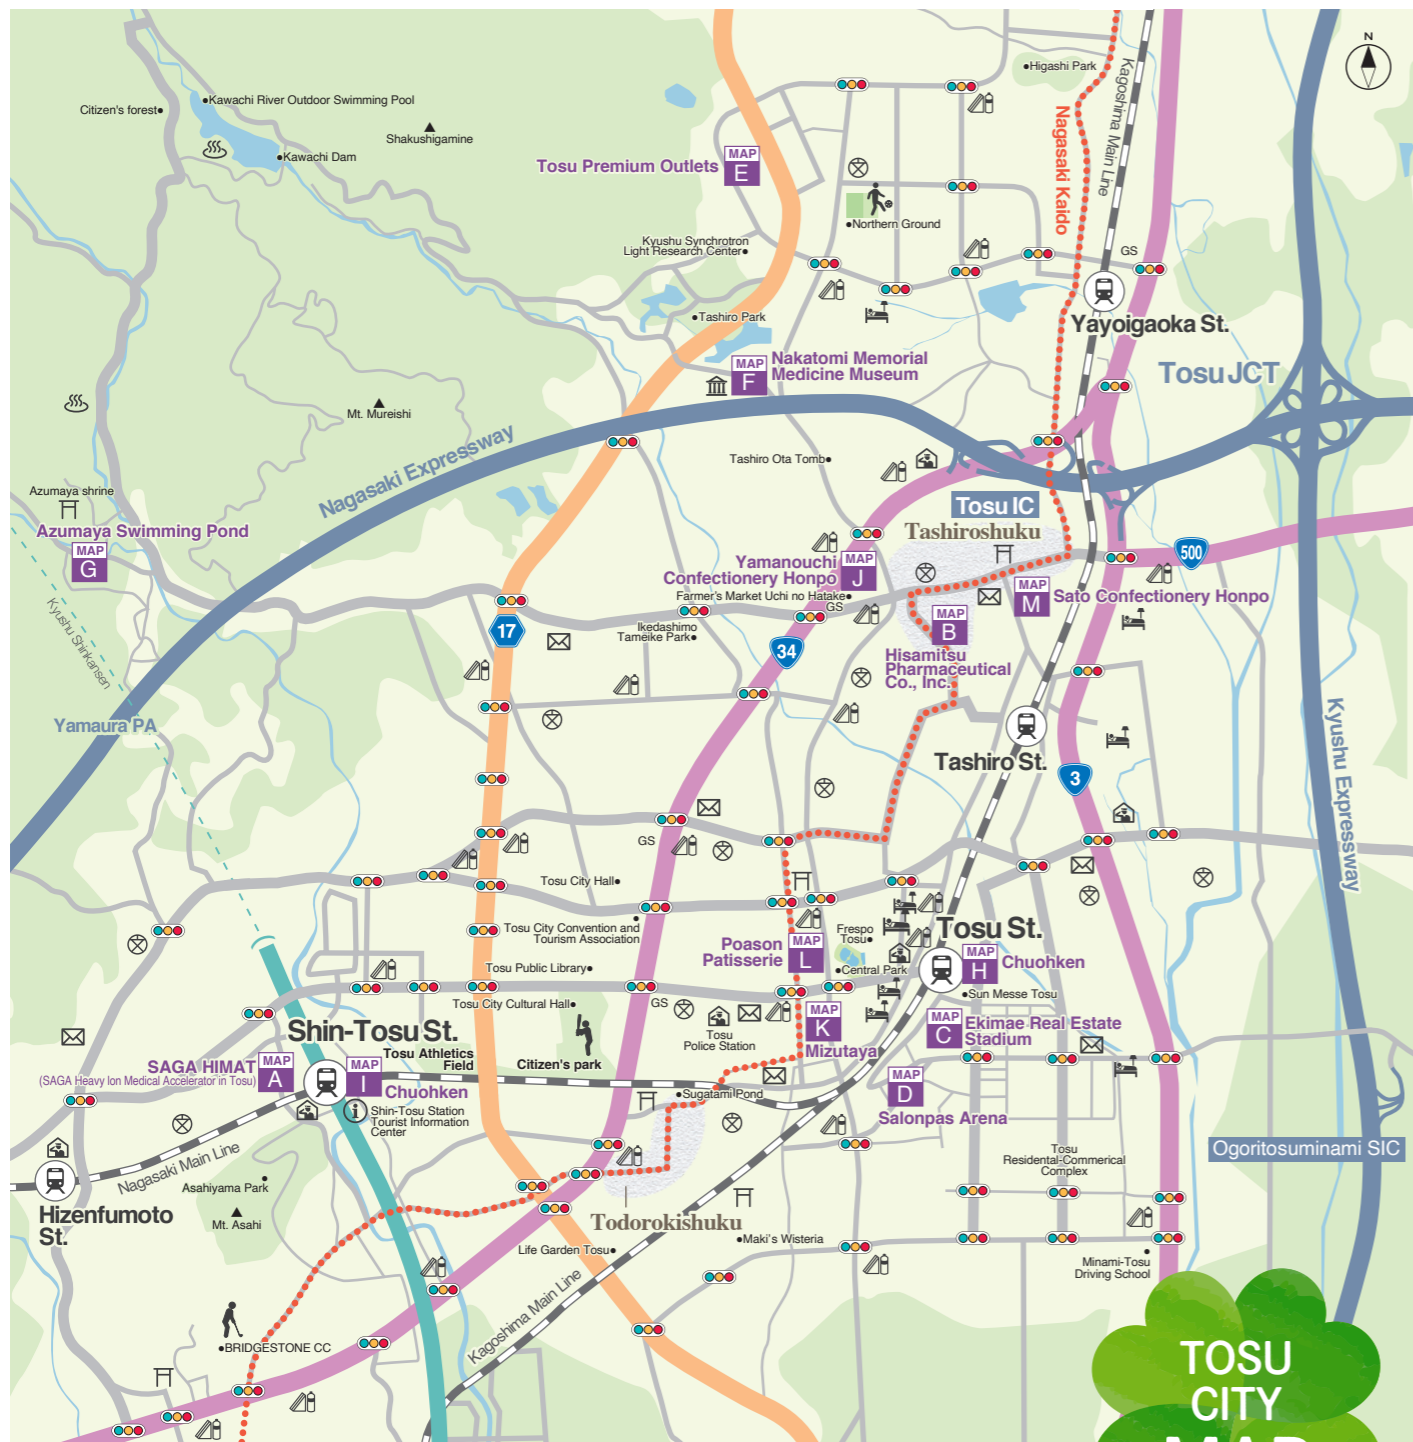 N
Higashi Park
Kagoshima Main Line
Nagasaki Kaido
Citizen's forest
Kawachi River Outdoor Swimming Pool
Kawachi Dam
Shakushigamine
Tosu Premium Outlets
MAP
E
Northern Ground
Kyushu Synchrotron
Light Research Center
GS
Yayoigaoka St.
Tashiro Park
Nakatomi Memorial
Medicine Museum
MAP
F
Tosu JCT
Mt. Mureishi
Nagasaki Expressway
Tashiro Ota Tomb
Azumaya shrine
Azumaya Swimming Pond
MAP
G
Tosu IC
Tashiroshuku
500
Yamanouchi
Confectionery Honpo
MAP
J
Farmer's Market Uchi no Hatake
GS
MAP
M
Sato Confectionery Honpo
MAP
B
Hisamitsu
Pharmaceutical
Co., Inc.
Kyushu Shinkansen
17
Ikedashimo
Tameike Park
34
Yamaura PA
Tashiro St.
3
Kyushu Expressway
GS
Tosu City Hall
Tosu City Convention and
Tourism Association
Poason
Patisserie
MAP
L
Frespo
Tosu
Tosu St.
MAP
H
Chuohken
Central Park
Sun Messe Tosu
Tosu Public Library
Tosu City Cultural Hall
GS
Tosu
Police Station
MAP
K
Mizutaya
MAP
C
Ekimae Real Estate
Stadium
Shin-Tosu St.
SAGA HIMAT
(SAGA Heavy Ion Medical Accelerator in Tosu)
MAP
A
MAP
I
Chuohken
Tosu Athletics
Field
Citizen's park
i
Shin-Tosu Station
Tourist Information
Center
Sugatami Pond
MAP
D
Salonpas Arena
Tosu
Residental-Commerical
Complex
Ogoritosuminami SIC
Nagasaki Main Line
Hizenfumoto
St.
Asahiyama Park
Mt. Asahi
Todorokishuku
Life Garden Tosu
Maki's Wisteria
Minami-Tosu
Driving School
Kagoshima Main Line
BRIDGESTONE CC
TOSU
CITY
MAP